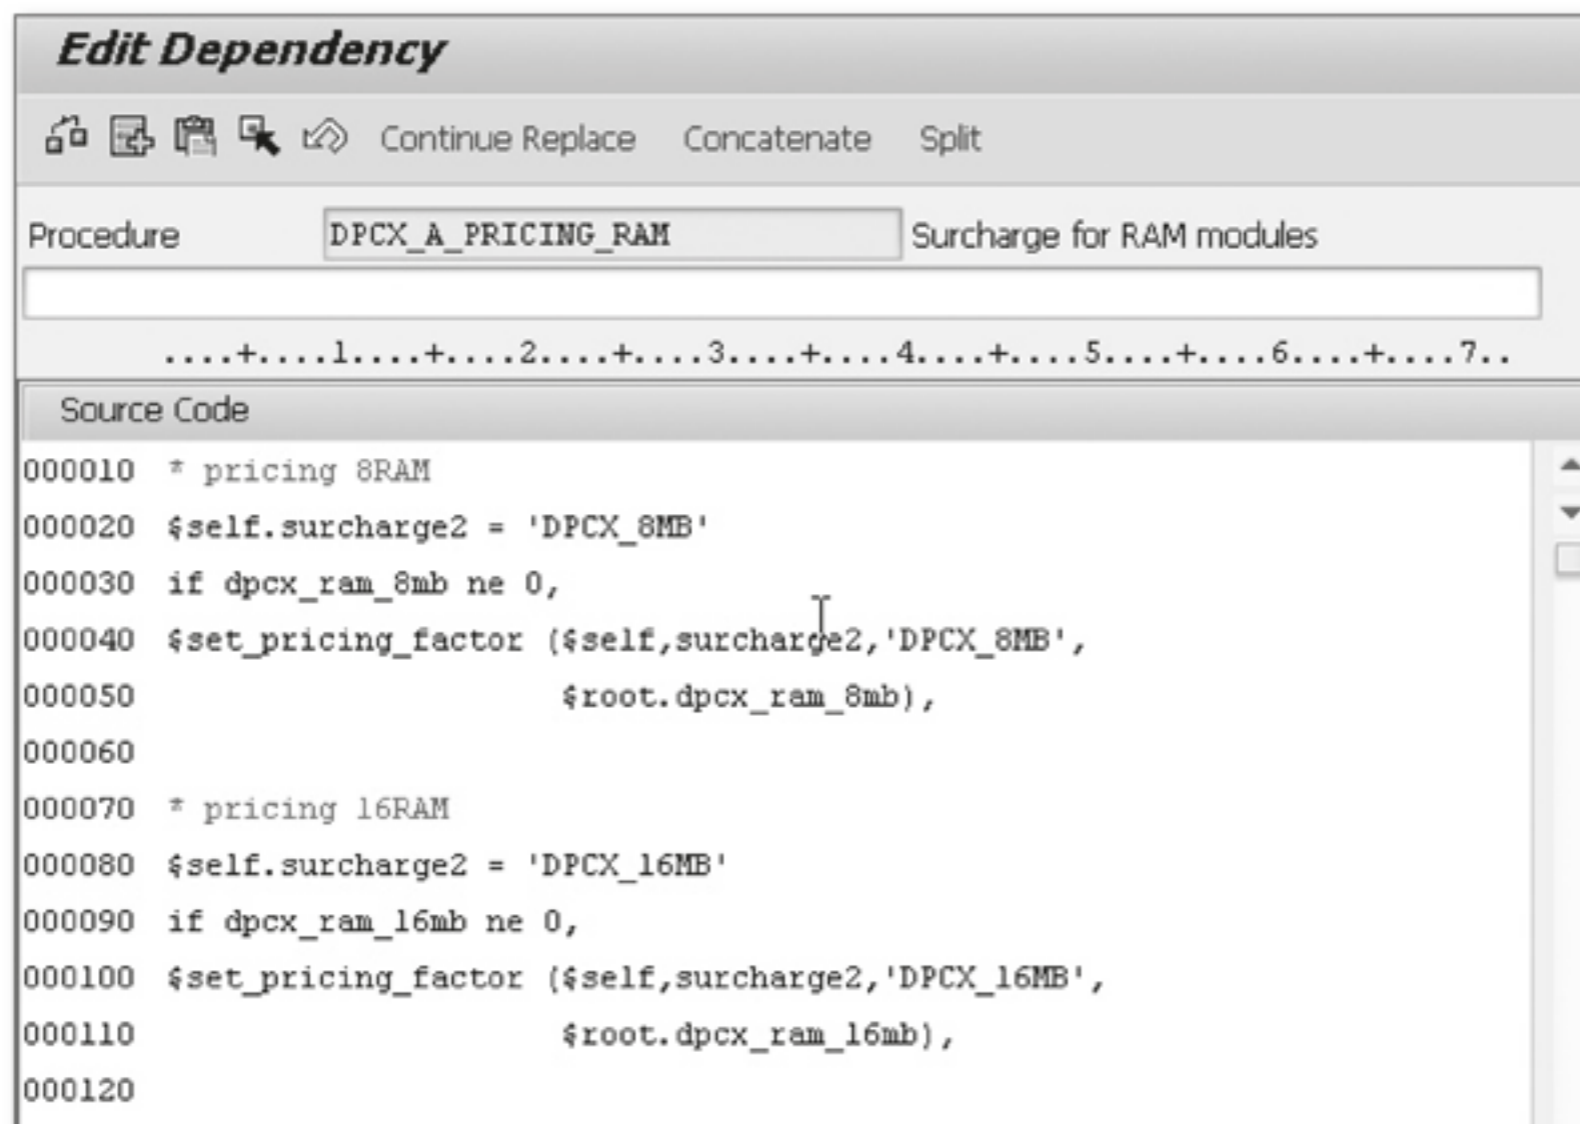 Edit Dependency
Continue Replace Concatenate Split
Procedure DPCX_A_PRICING_RAM Surcharge for RAM modules
....+....1....+....2....+....3....+....4....+....5....+....6....+....7..
Source Code
000010 * pricing 8RAM
000020 $self.surcharge2 = 'DPCX_8MB'
000030 if dpcx_ram_8mb ne 0,
000040 $set_pricing_factor ($self,surcharge2,'DPCX_8MB',
000050 $root.dpcx_ram_8mb),
000060
000070 * pricing 16RAM
000080 $self.surcharge2 = 'DPCX_16MB'
000090 if dpcx_ram_16mb ne 0,
000100 $set_pricing_factor ($self,surcharge2,'DPCX_16MB',
000110 $root.dpcx_ram_16mb),
000120